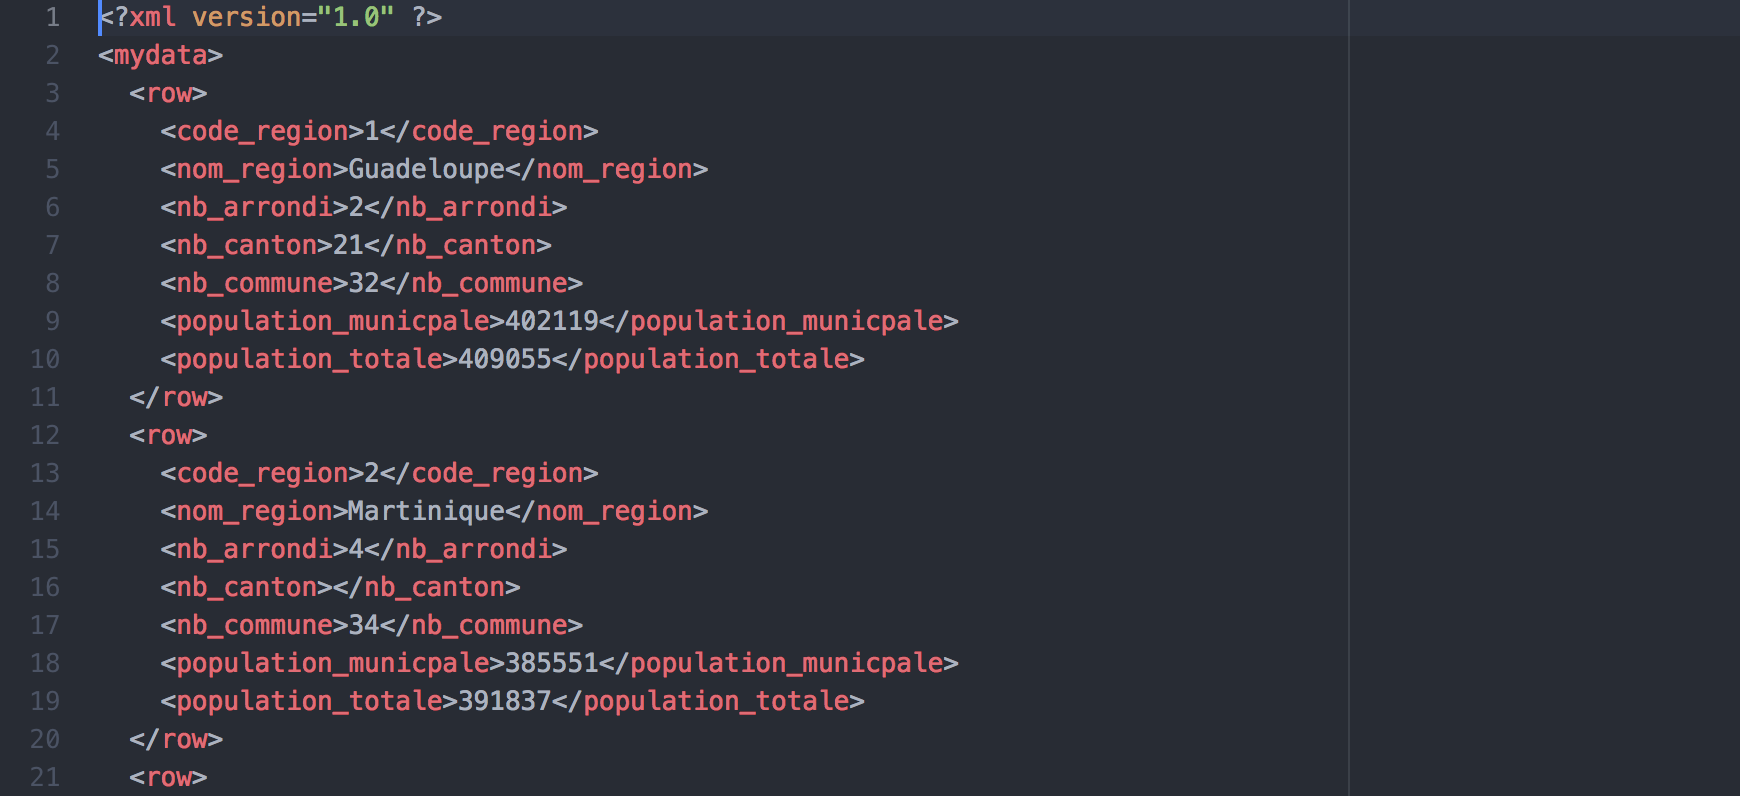 1 <?xml version="1.0" ?>
2 <mydata>
3 <row>
4 <code_region>1</code_region>
5 <nom_region>Guadeloupe</nom_region>
6 <nb_arrondi>2</nb_arrondi>
7 <nb_canton>21</nb_canton>
8 <nb_commune>32</nb_commune>
9 <population_municpale>402119</population_municpale>
10 <population_totale>409055</population_totale>
11 </row>
12 <row>
13 <code_region>2</code_region>
14 <nom_region>Martinique</nom_region>
15 <nb_arrondi>4</nb_arrondi>
16 <nb_canton></nb_canton>
17 <nb_commune>34</nb_commune>
18 <population_municpale>385551</population_municpale>
19 <population_totale>391837</population_totale>
20 </row>
21 <row>